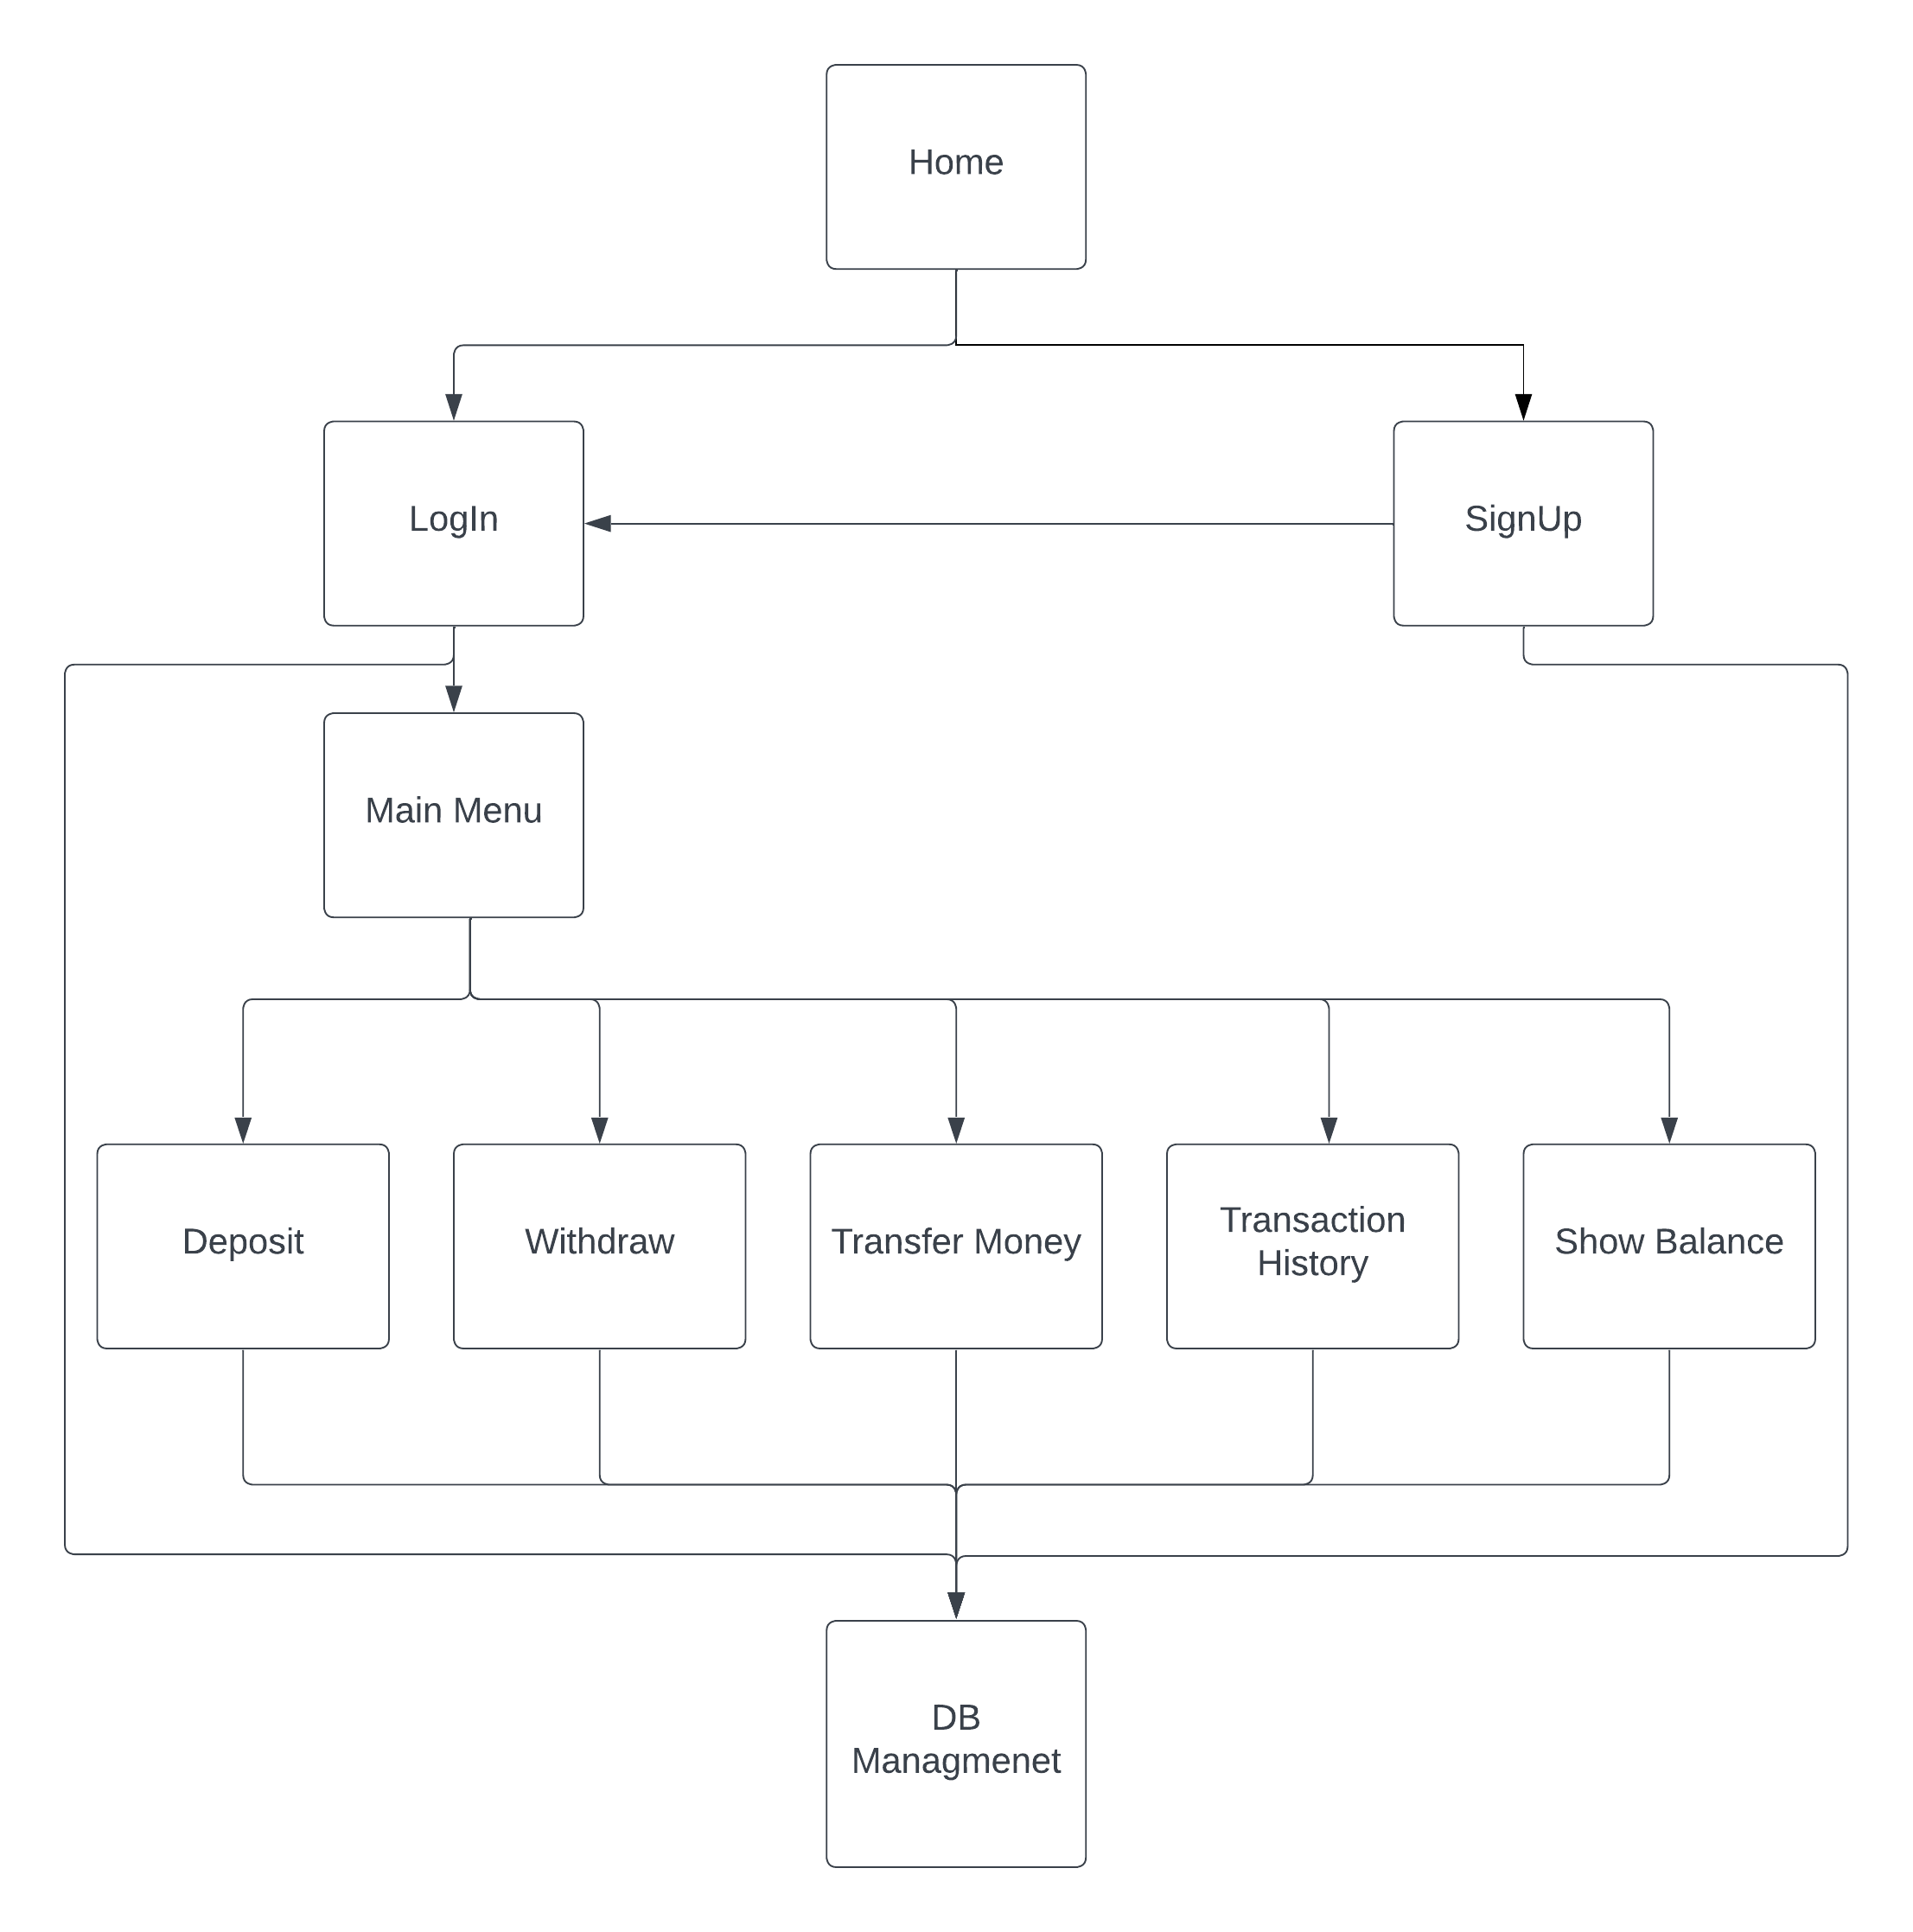 Home
LogIn
SignUp
Main Menu
Deposit
Withdraw
Transfer Money
Transaction
History
Show Balance
DB
Managmenet